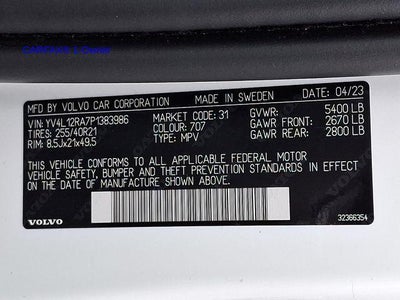 MFD BY VOLVO CAR CORPORATION MADE IN SWEDEN DATE: 04/23
VIN: YV4L12RA7P1383986 MARKET CODE: 31 GVWR: 5400 LB
TIRES: 255/40R21 COLOUR: 707 GAWR FRONT: 2670 LB
RIM: 8.5Jx21x49.5 TYPE: MPV GAWR REAR: 2800 LB
THIS VEHICLE CONFORMS TO ALL APPLICABLE FEDERAL MOTOR
VEHICLE SAFETY, BUMPER, AND THEFT PREVENTION STANDARDS IN EFFECT
ON THE DATE OF MANUFACTURE SHOWN ABOVE.
VOLVO 32366354